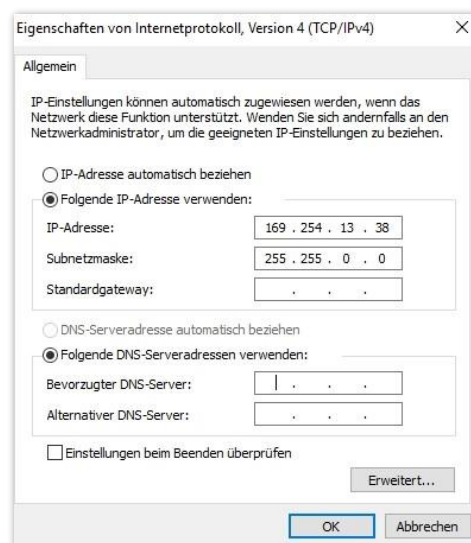 Eigenschaften von Internetprotokoll, Version 4 (TCP/IPv4)
Allgemein
IP-Einstellungen können automatisch zugewiesen werden, wenn das
Netzwerk diese Funktion unterstützt. Wenden Sie sich andernfalls an den
Netzwerkadministrator, um die geeigneten IP-Einstellungen zu beziehen.
IP-Adresse automatisch beziehen
Folgende IP-Adresse verwenden:
IP-Adresse: 169 . 254 . 13 . 38
Subnetzmaske: 255 . 255 . 0 . 0
Standardgateway: . . .
DNS-Serveradresse automatisch beziehen
Folgende DNS-Serveradressen verwenden:
Bevorzugter DNS-Server: . . .
Alternativer DNS-Server: . . .
Einstellungen beim Beenden überprüfen
Erweitert...
OK Abbrechen